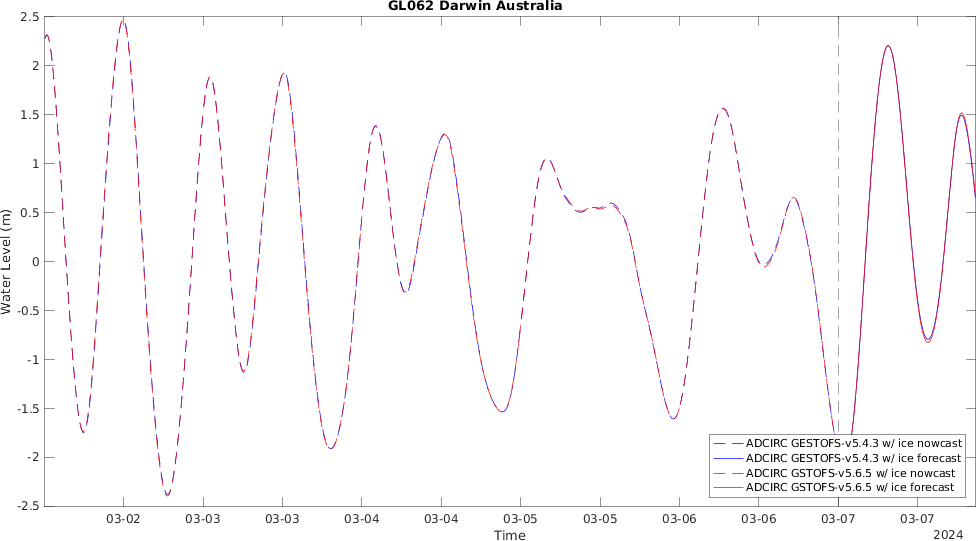 GL062 Darwin Australia
2.5
2
1.5
1
0.5
0
-0.5
-1
-1.5
-2
-2.5
Water Level (m)
ADCIRC GESTOFS-v5.4.3 w/ ice nowcast
ADCIRC GESTOFS-v5.4.3 w/ ice forecast
ADCIRC GSTOFS-v5.6.5 w/ ice nowcast
ADCIRC GSTOFS-v5.6.5 w/ ice forecast
03-02 03-03 03-03 03-04 03-04 03-05 03-05 03-06 03-06 03-07 03-07
Time
2024